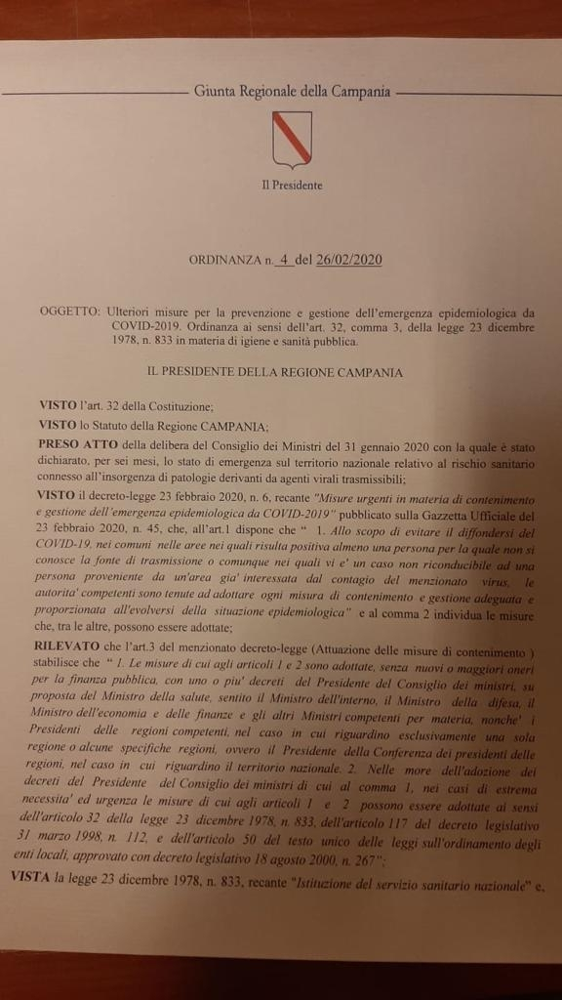 Giunta Regionale della Campania
Il Presidente
ORDINANZA n. 4 del 26/02/2020
OGGETTO: Ulteriori misure per la prevenzione e gestione dell'emergenza epidemiologica da
COVID-2019. Ordinanza ai sensi dell'art. 32, comma 3, della legge 23 dicembre
1978, n. 833 in materia di igiene e sanità pubblica.
IL PRESIDENTE DELLA REGIONE CAMPANIA
VISTO l'art. 32 della Costituzione;
VISTO lo Statuto della Regione CAMPANIA;
PRESO ATTO della delibera del Consiglio dei Ministri del 31 gennaio 2020 con la quale è stato
dichiarato, per sei mesi, lo stato di emergenza sul territorio nazionale relativo al rischio sanitario
connesso all'insorgenza di patologie derivanti da agenti virali trasmissibili;
VISTO il decreto-legge 23 febbraio 2020, n. 6, recante "Misure urgenti in materia di contenimento
e gestione dell'emergenza epidemiologica da COVID-2019" pubblicato sulla Gazzetta Ufficiale del
23 febbraio 2020, n. 45, che, all'art.1 dispone che " 1. Allo scopo di evitare il diffondersi del
COVID-19, nei comuni nelle aree nei quali risulta positiva almeno una persona per la quale non si
conosce la fonte di trasmissione o comunque nei quali vi e' un caso non riconducibile ad una
persona proveniente da un'area gia' interessata dal contagio del menzionato virus, le
autorita' competenti sono tenute ad adottare ogni misura di contenimento e gestione adeguata e
proporzionata all'evolversi della situazione epidemiologica" e al comma 2 individua le misure
che, tra le altre, possono essere adottate;
RILEVATO che l'art.3 del menzionato decreto-legge (Attuazione delle misure di contenimento )
stabilisce che " 1. Le misure di cui agli articoli 1 e 2 sono adottate, senza nuovi o maggiori oneri
per la finanza pubblica, con uno o piu' decreti del Presidente del Consiglio dei ministri, su
proposta del Ministro della salute, sentito il Ministro dell'interno, il Ministro della difesa, il
Ministro dell'economia e delle finanze e gli altri Ministri competenti per materia, nonche' i
Presidenti delle regioni competenti, nel caso in cui riguardino esclusivamente una sola
regione o alcune specifiche regioni, ovvero il Presidente della Conferenza dei presidenti delle
regioni, nel caso in cui riguardino il territorio nazionale. 2. Nelle more dell'adozione dei
decreti del Presidente del Consiglio dei ministri di cui al comma 1, nei casi di estrema
necessita' ed urgenza le misure di cui agli articoli 1 e 2 possono essere adottate ai sensi
dell'articolo 32 della legge 23 dicembre 1978, n. 833, dell'articolo 117 del decreto legislativo
31 marzo 1998, n. 112, e dell'articolo 50 del testo unico delle leggi sull'ordinamento degli
enti locali, approvato con decreto legislativo 18 agosto 2000, n. 267";
VISTA la legge 23 dicembre 1978, n. 833, recante "Istituzione del servizio sanitario nazionale" e,